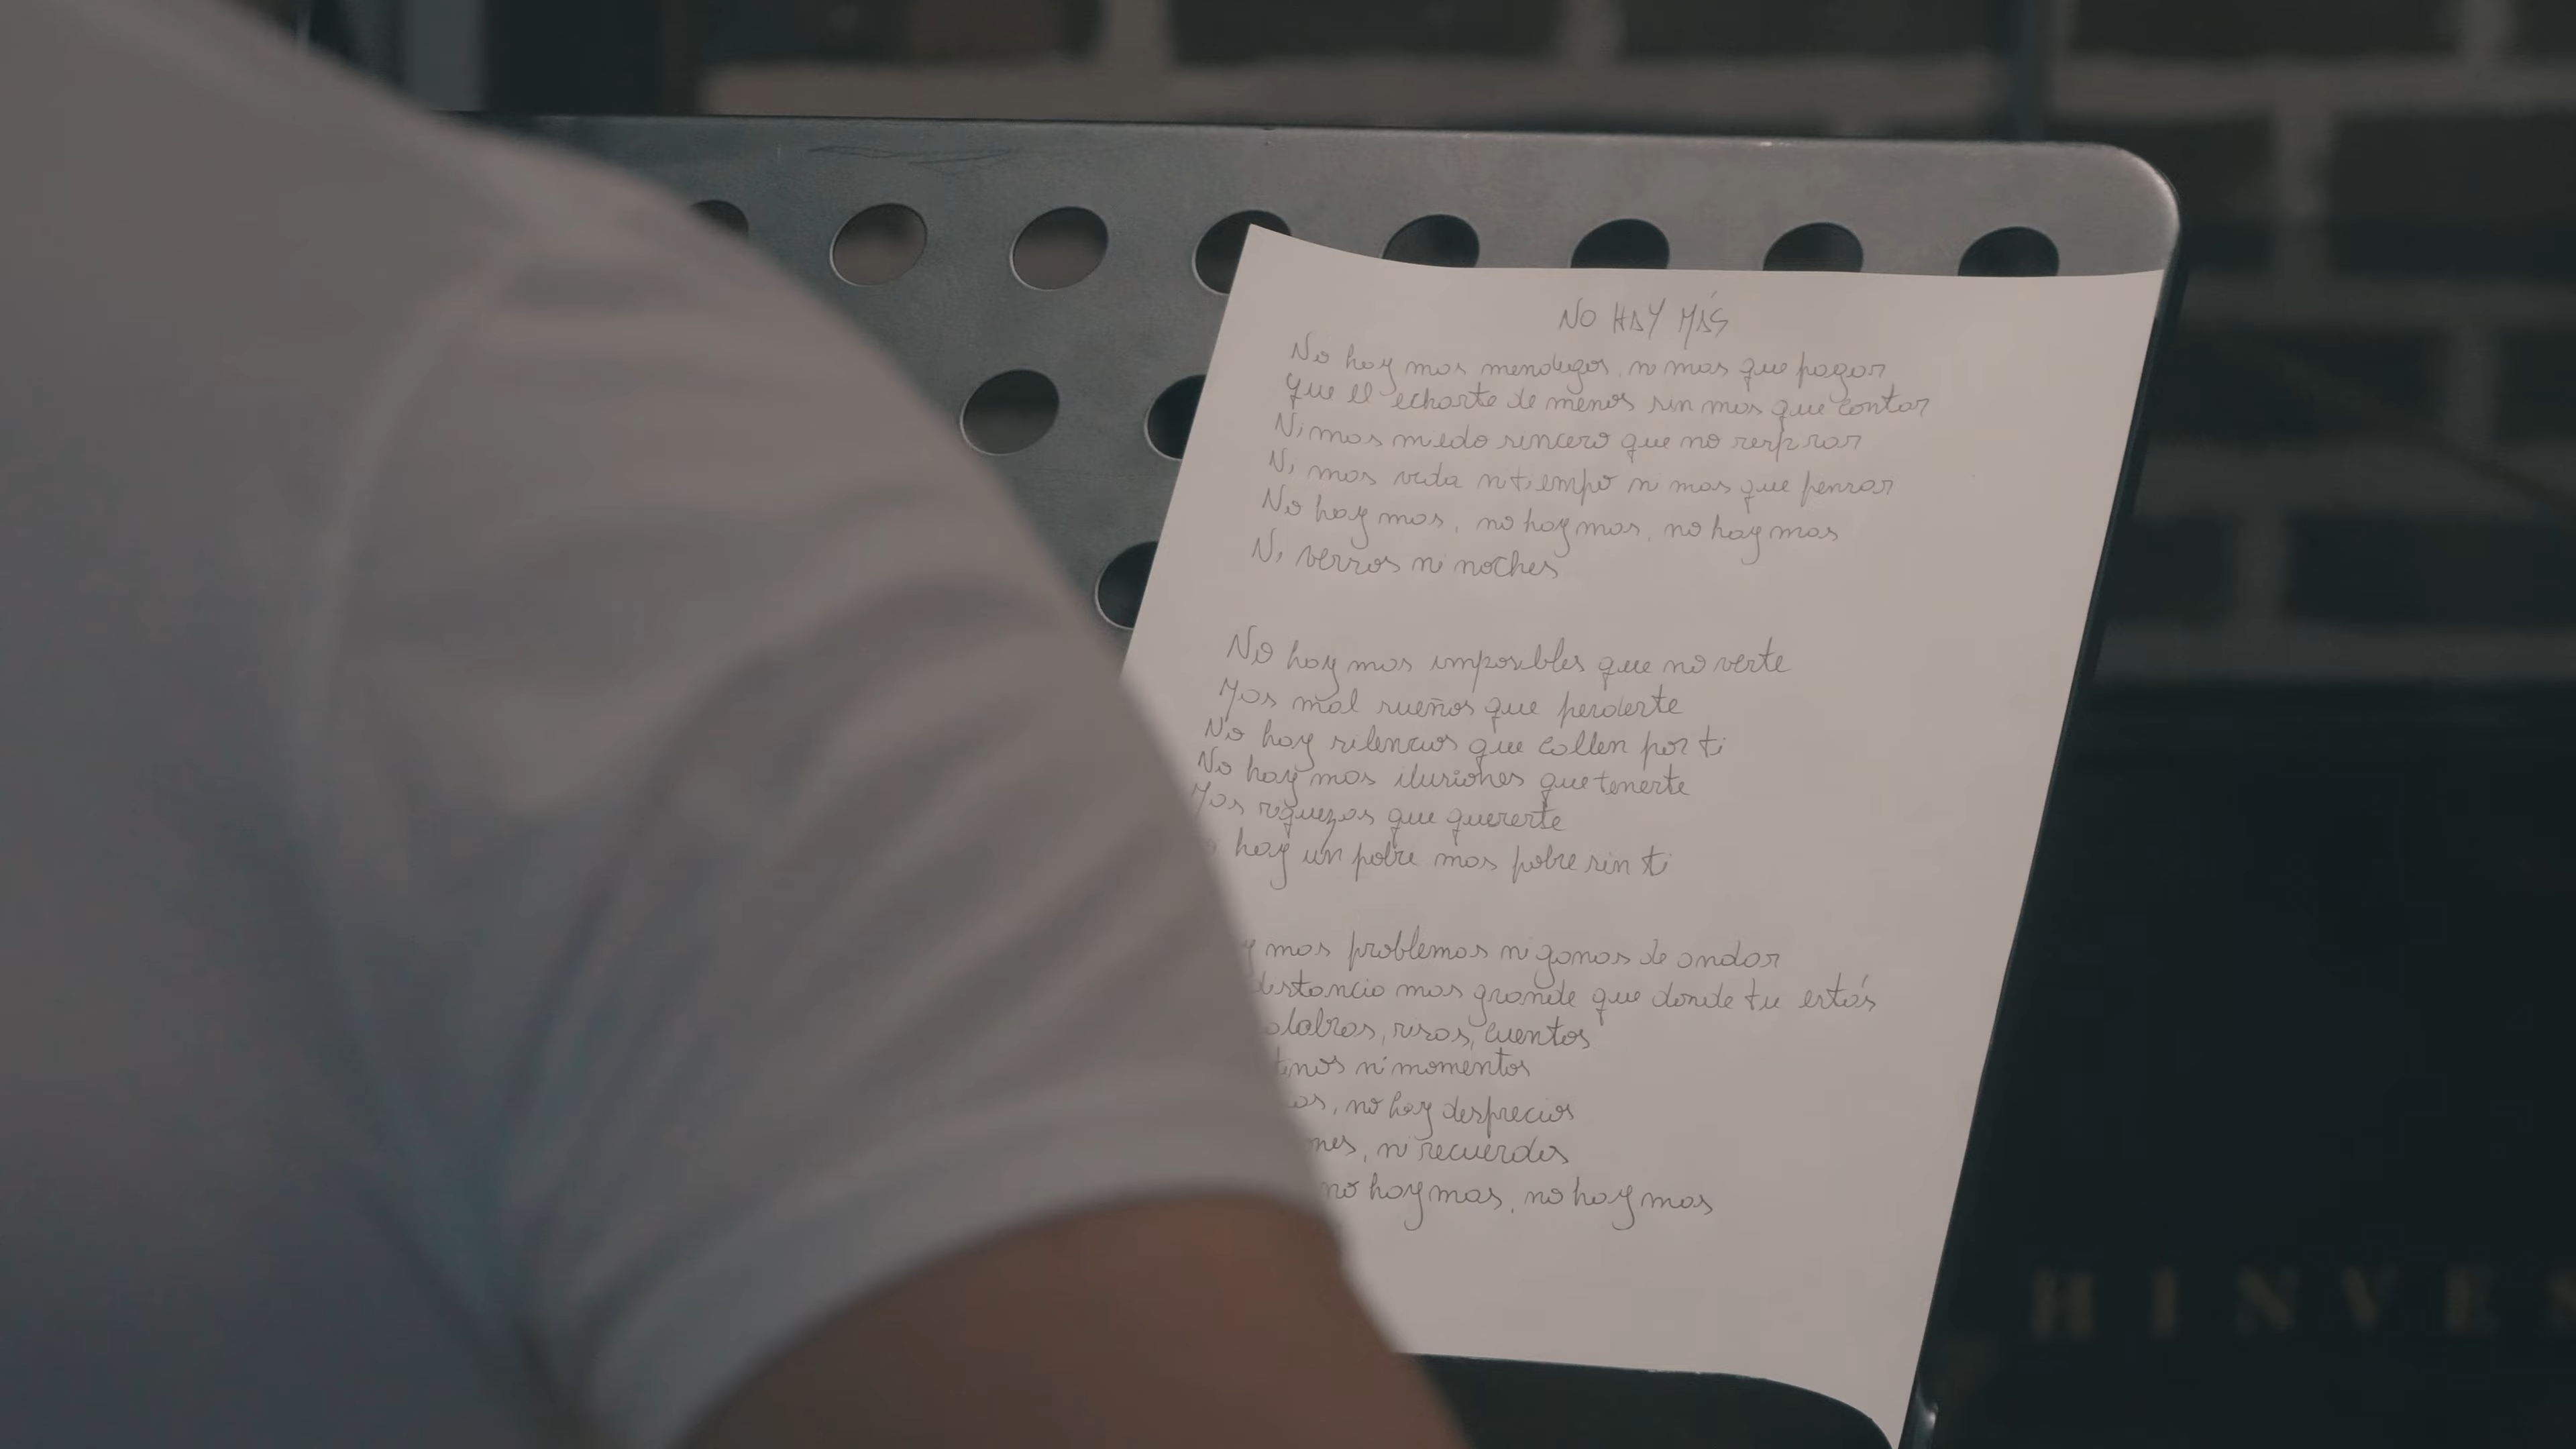 NO HAY MÁS
No hay mas mendugos, ni mas que pagar
que el echarte de menos sin mas que contar
Ni mas miedo sincero que no respirar
Ni mas vida ni tiempo ni mas que pensar
No hay mas, no hay mas, no hay mas
Ni versos ni noches
No hay mas imposibles que no verte
Mas mal sueños que perderte
No hay silencios que callen por ti
No hay mas ilusiones que tenerte
Mas riquezas que quererte
hay un pobre mas pobre sin ti
mas problemas ni ganas de andar
distancia mas grande que donde tu estás
risas, cuentos
ni momentos
no hay desprecios
ni recuerdos
no hay mas, no hay mas
HINVES